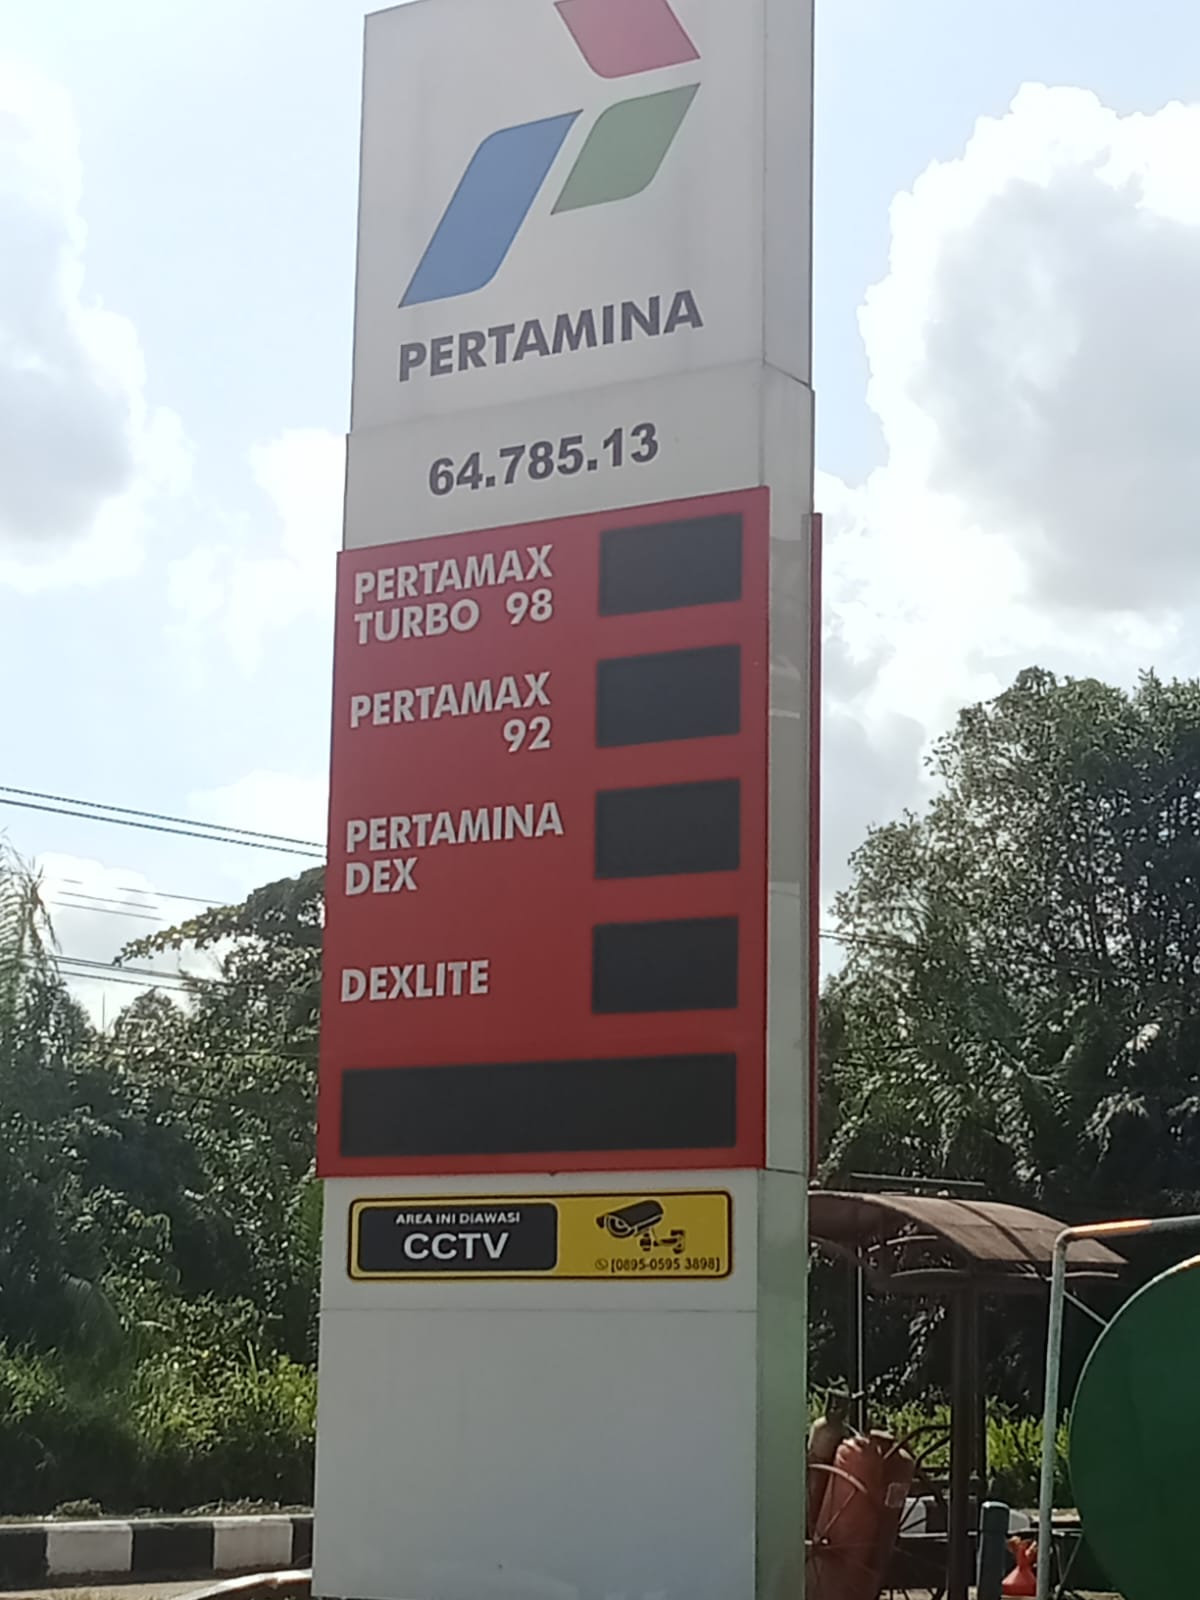 PERTAMINA
64.785.13
PERTAMAX
TURBO 98
PERTAMAX
92
PERTAMINA
DEX
DEXLITE
AREA INI DIAWASI
CCTV
[0895-0595 3898]